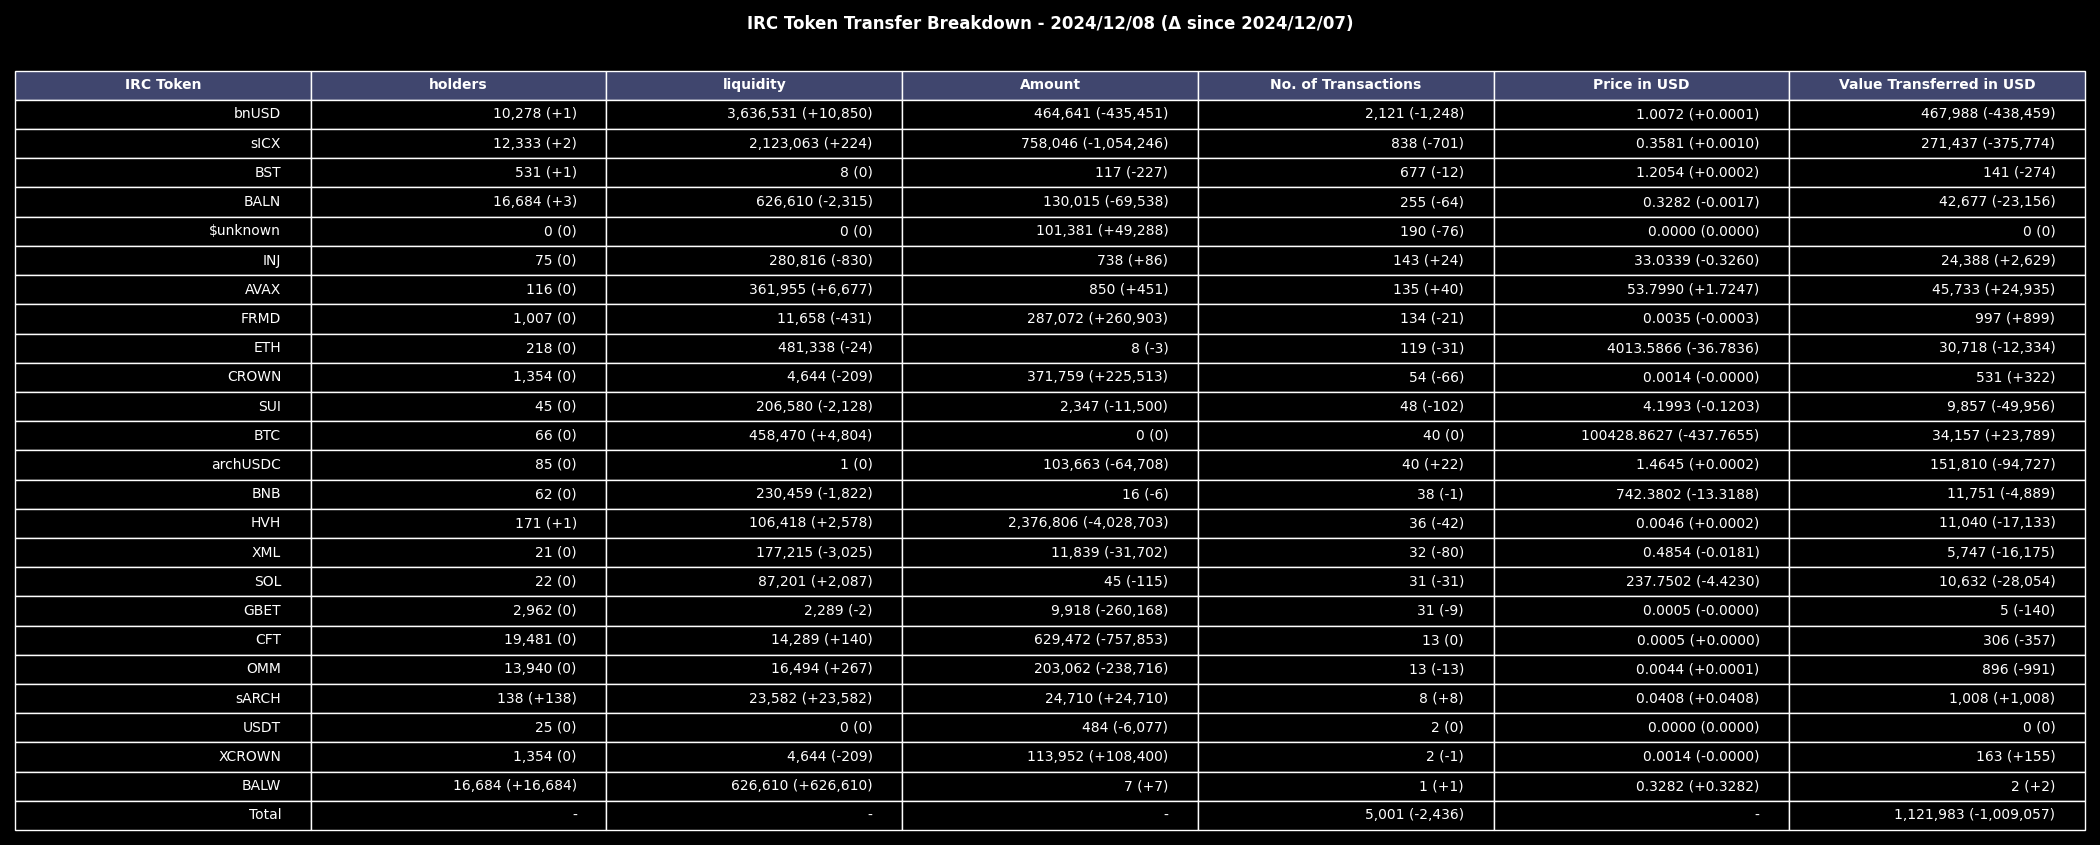 IRC Token Transfer Breakdown - 2024/12/08 (Δ since 2024/12/07)
IRC Token holders liquidity Amount No. of Transactions Price in USD Value Transferred in USD
bnUSD 10,278 (+1) 3,636,531 (+10,850) 464,641 (-435,451) 2,121 (-1,248) 1.0072 (+0.0001) 467,988 (-438,459)
sICX 12,333 (+2) 2,123,063 (+224) 758,046 (-1,054,246) 838 (-701) 0.3581 (+0.0010) 271,437 (-375,774)
BST 531 (+1) 8 (0) 117 (-227) 677 (-12) 1.2054 (+0.0002) 141 (-274)
BALN 16,684 (+3) 626,610 (-2,315) 130,015 (-69,538) 255 (-64) 0.3282 (-0.0017) 42,677 (-23,156)
$unknown 0 (0) 0 (0) 101,381 (+49,288) 190 (-76) 0.0000 (0.0000) 0 (0)
INJ 75 (0) 280,816 (-830) 738 (+86) 143 (+24) 33.0339 (-0.3260) 24,388 (+2,629)
AVAX 116 (0) 361,955 (+6,677) 850 (+451) 135 (+40) 53.7990 (+1.7247) 45,733 (+24,935)
FRMD 1,007 (0) 11,658 (-431) 287,072 (+260,903) 134 (-21) 0.0035 (-0.0003) 997 (+899)
ETH 218 (0) 481,338 (-24) 8 (-3) 119 (-31) 4013.5866 (-36.7836) 30,718 (-12,334)
CROWN 1,354 (0) 4,644 (-209) 371,759 (+225,513) 54 (-66) 0.0014 (-0.0000) 531 (+322)
SUI 45 (0) 206,580 (-2,128) 2,347 (-11,500) 48 (-102) 4.1993 (-0.1203) 9,857 (-49,956)
BTC 66 (0) 458,470 (+4,804) 0 (0) 40 (0) 100428.8627 (-437.7655) 34,157 (+23,789)
archUSDC 85 (0) 1 (0) 103,663 (-64,708) 40 (+22) 1.4645 (+0.0002) 151,810 (-94,727)
BNB 62 (0) 230,459 (-1,822) 16 (-6) 38 (-1) 742.3802 (-13.3188) 11,751 (-4,889)
HVH 171 (+1) 106,418 (+2,578) 2,376,806 (-4,028,703) 36 (-42) 0.0046 (+0.0002) 11,040 (-17,133)
XML 21 (0) 177,215 (-3,025) 11,839 (-31,702) 32 (-80) 0.4854 (-0.0181) 5,747 (-16,175)
SOL 22 (0) 87,201 (+2,087) 45 (-115) 31 (-31) 237.7502 (-4.4230) 10,632 (-28,054)
GBET 2,962 (0) 2,289 (-2) 9,918 (-260,168) 31 (-9) 0.0005 (-0.0000) 5 (-140)
CFT 19,481 (0) 14,289 (+140) 629,472 (-757,853) 13 (0) 0.0005 (+0.0000) 306 (-357)
OMM 13,940 (0) 16,494 (+267) 203,062 (-238,716) 13 (-13) 0.0044 (+0.0001) 896 (-991)
sARCH 138 (+138) 23,582 (+23,582) 24,710 (+24,710) 8 (+8) 0.0408 (+0.0408) 1,008 (+1,008)
USDT 25 (0) 0 (0) 484 (-6,077) 2 (0) 0.0000 (0.0000) 0 (0)
XCROWN 1,354 (0) 4,644 (-209) 113,952 (+108,400) 2 (-1) 0.0014 (-0.0000) 163 (+155)
BALW 16,684 (+16,684) 626,610 (+626,610) 7 (+7) 1 (+1) 0.3282 (+0.3282) 2 (+2)
Total - - - 5,001 (-2,436) - 1,121,983 (-1,009,057)